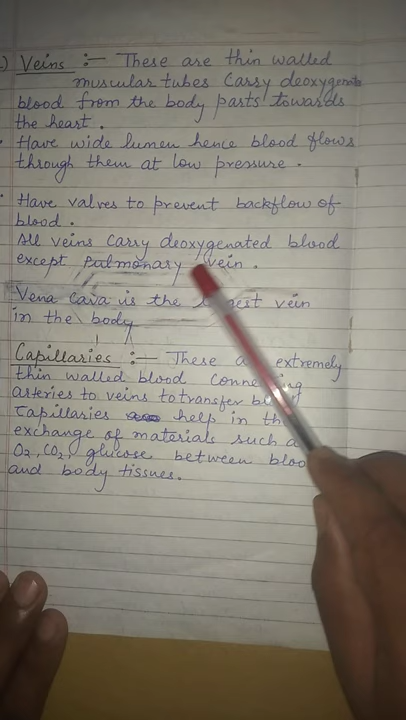 ) Veins :- These are thin walled
muscular tubes carry deoxygenate
blood from the body parts towards
the heart.
Have wide lumen hence blood flows
through them at low pressure.
Have valves to prevent backflow of
blood.
All veins carry deoxygenated blood
except pulmonary vein.
Vena cava is the vein
in the body
Capillaries :- These extremely
thin walled blood
arteries to veins to transfer
Capillaries help in
exchange of materials such
O2, CO2, glucose between
and body tissues.